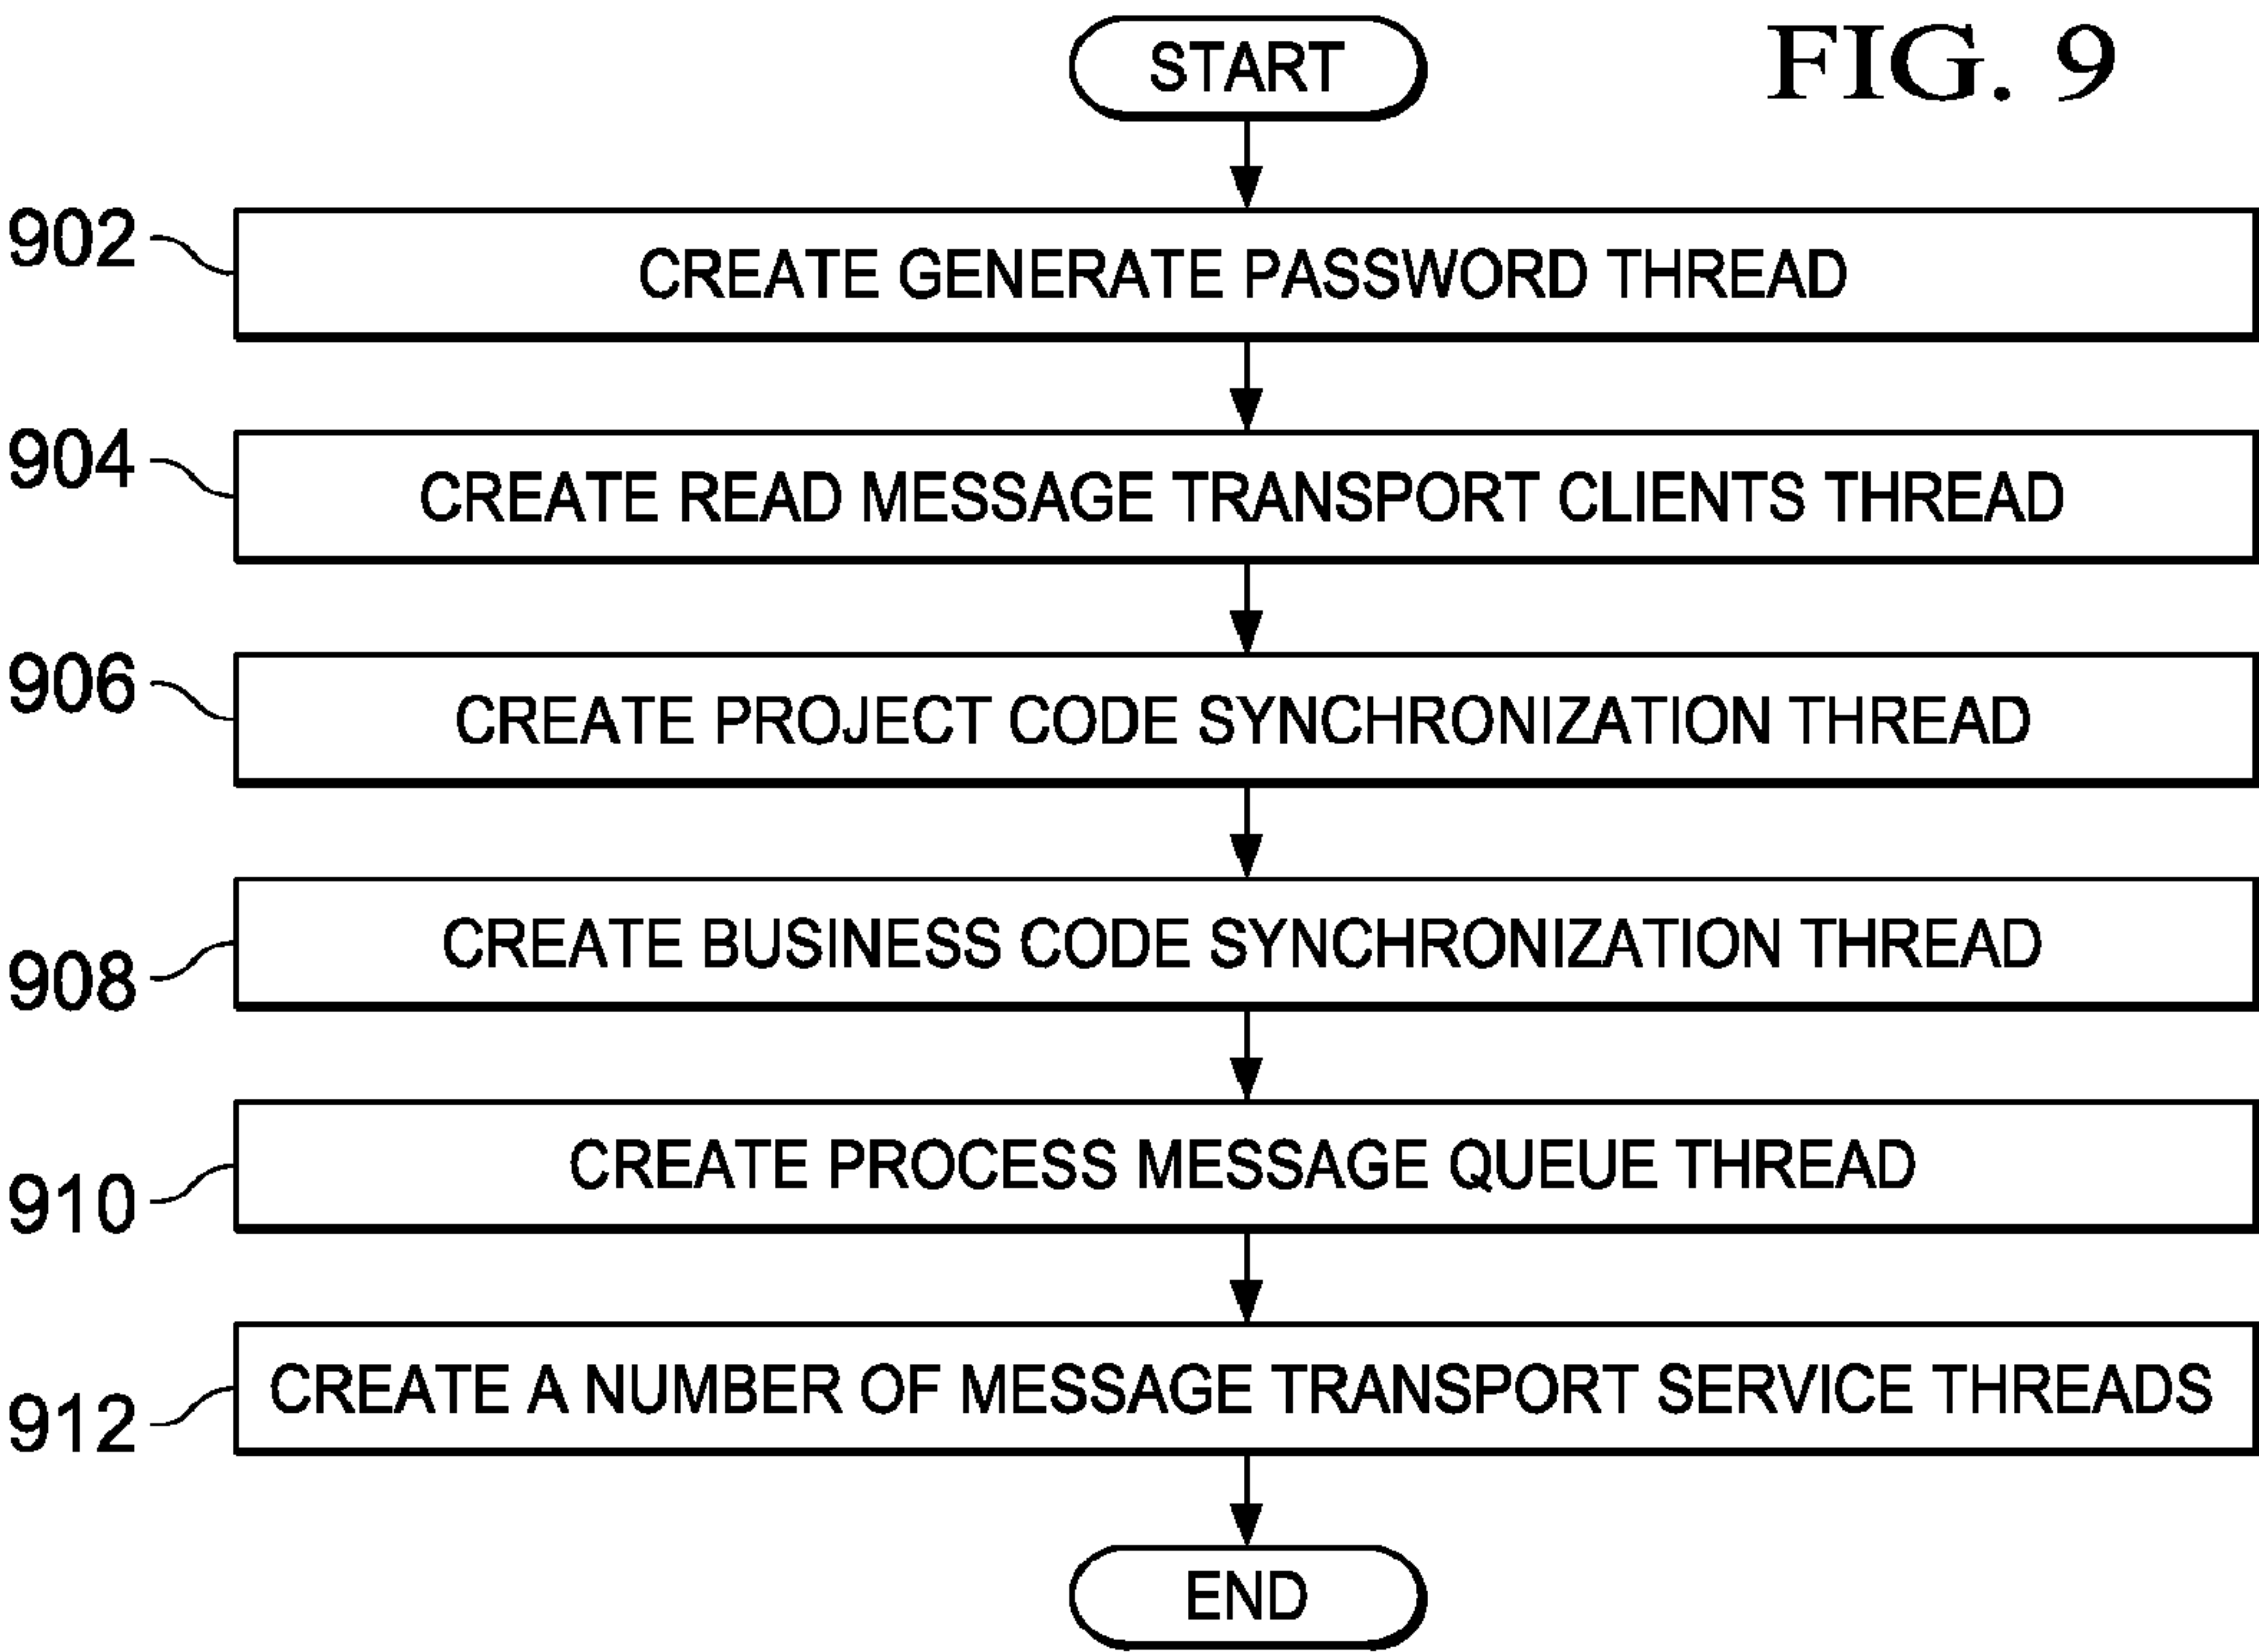 START
FIG. 9
902
CREATE GENERATE PASSWORD THREAD
904
CREATE READ MESSAGE TRANSPORT CLIENTS THREAD
906
CREATE PROJECT CODE SYNCHRONIZATION THREAD
908
CREATE BUSINESS CODE SYNCHRONIZATION THREAD
910
CREATE PROCESS MESSAGE QUEUE THREAD
912
CREATE A NUMBER OF MESSAGE TRANSPORT SERVICE THREADS
END